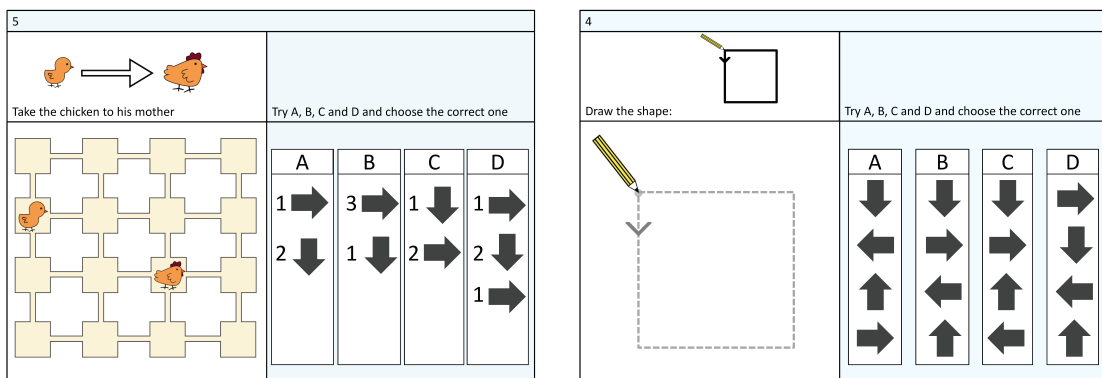 5
Take the chicken to his mother
Try A, B, C and D and choose the correct one
A B C D
1 3 1 1
2 1 2 2
1
4
Draw the shape:
Try A, B, C and D and choose the correct one
A B C D